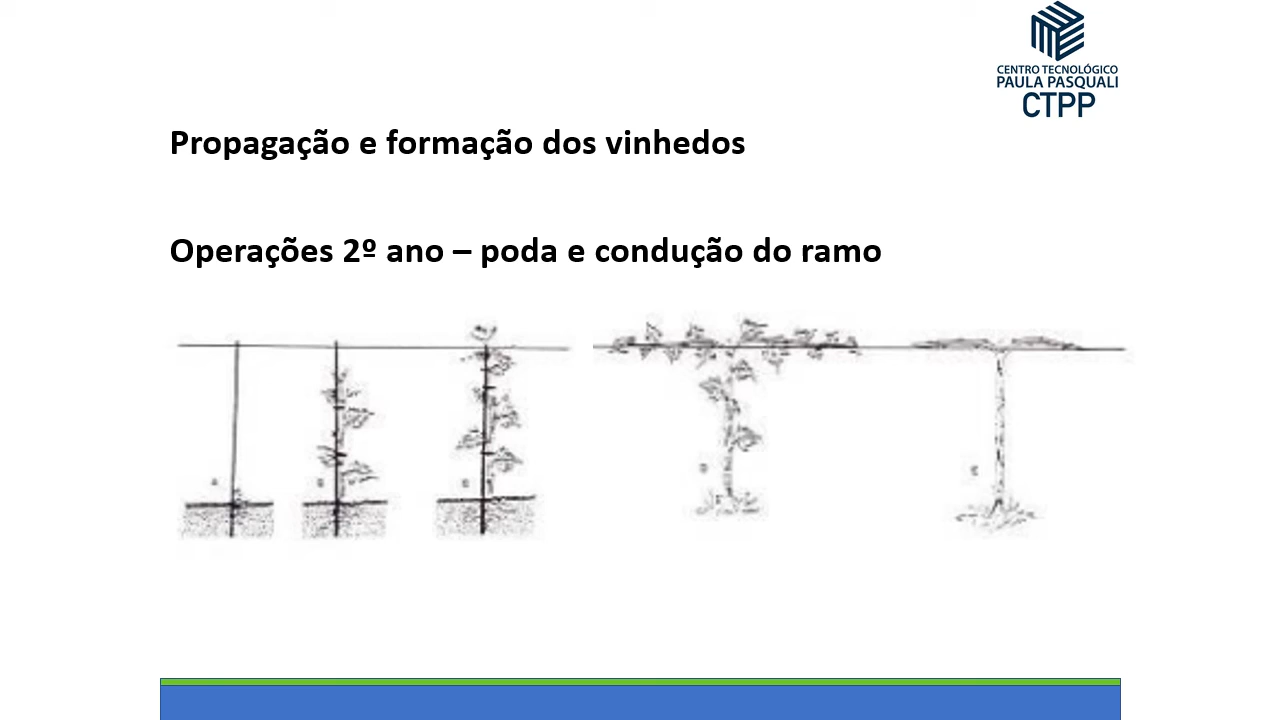 CENTRO TECNOLÓGICO
PAULA PASQUALI
CTPP
Propagação e formação dos vinhedos
Operações 2º ano – poda e condução do ramo